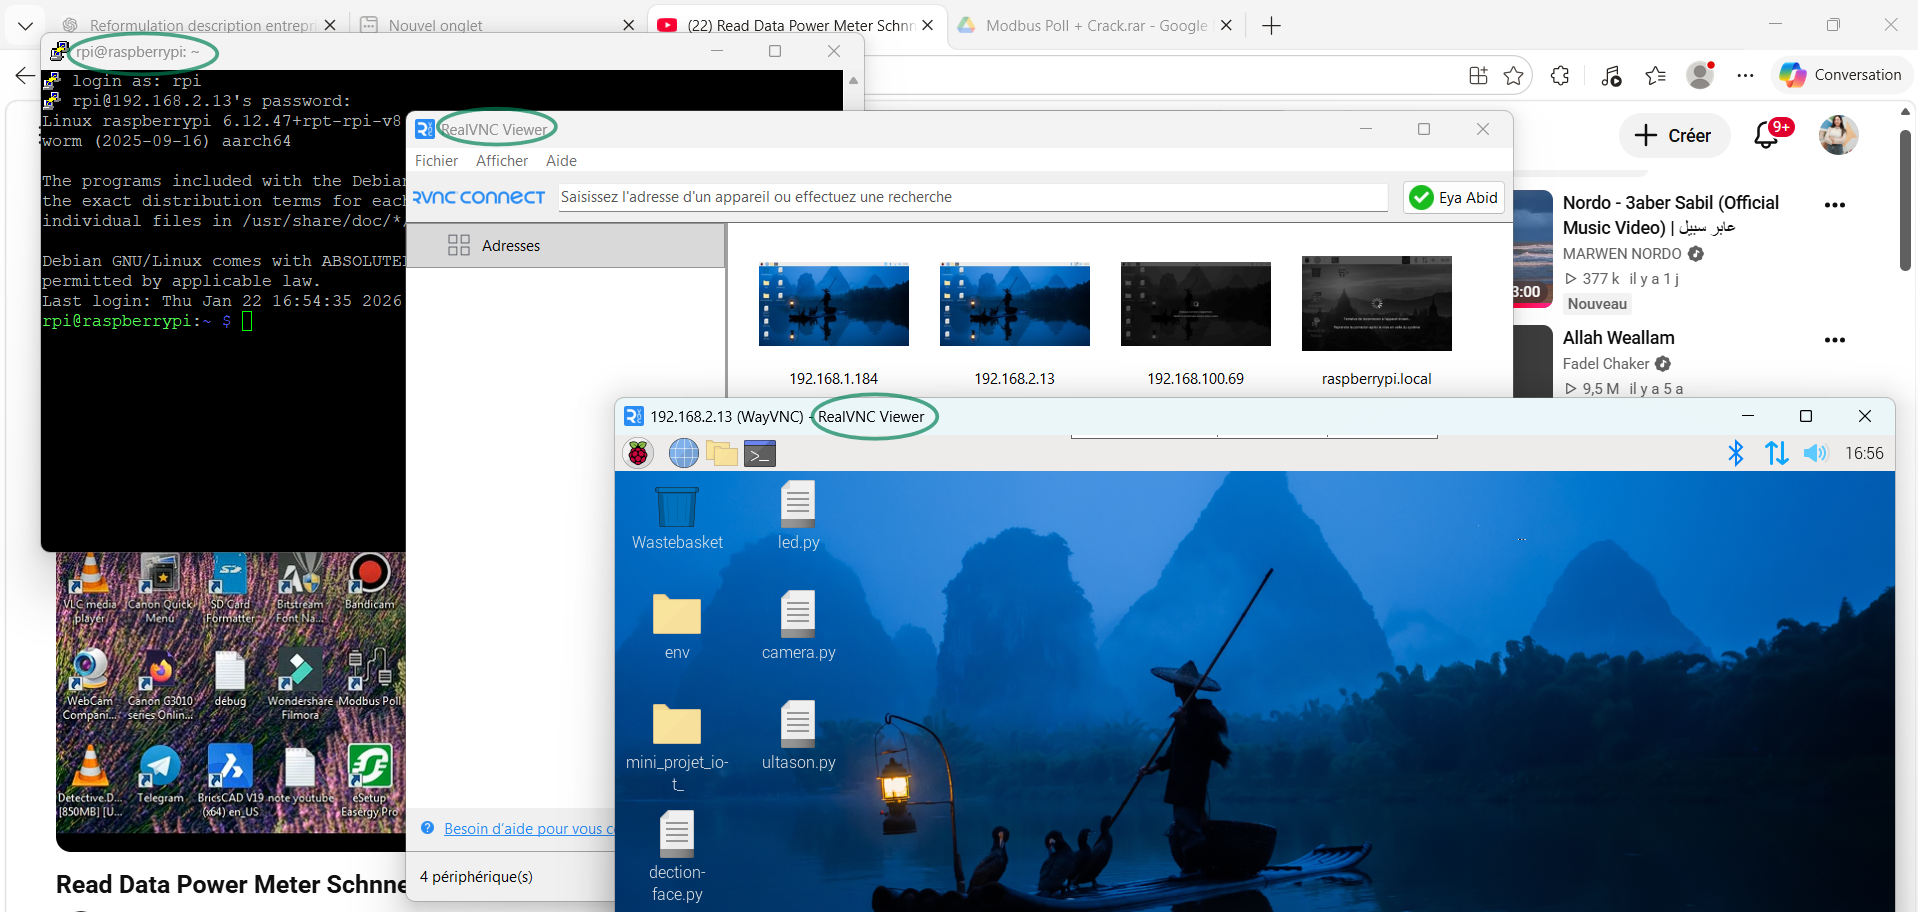 Reformulation description entrepri
Nouvel onglet
(22) Read Data Power Meter Schnn
Modbus Poll + Crack.rar - Google
Conversation
rpi@raspberrypi: ~
login as: rpi
rpi@192.168.2.13's password:
Linux raspberrypi 6.12.47+rpt-rpi-v8
worm (2025-09-16) aarch64
The programs included with the Debian
the exact distribution terms for each
individual files in /usr/share/doc/*
Debian GNU/Linux comes with ABSOLUTE
permitted by applicable law.
Last login: Thu Jan 22 16:54:35 2026
rpi@raspberrypi:~ $
RealVNC Viewer
Fichier Afficher Aide
RVNC CONNECT
Saisissez l'adresse d'un appareil ou effectuez une recherche
Eya Abid
Adresses
192.168.1.184
192.168.2.13
192.168.100.69
raspberrypi.local
Besoin d'aide pour vous c
4 périphérique(s)
Créer
9+
3:00
Nordo - 3aber Sabil (Official
Music Video) | عابر سبيل
MARWEN NORDO
377 k il y a 1 j
Nouveau
Allah Weallam
Fadel Chaker
9,5 M il y a 5 a
192.168.2.13 (WayVNC) - RealVNC Viewer
16:56
Wastebasket
led.py
env
camera.py
mini_projet_io-
t_
ultason.py
dection-
face.py
VLC media
player
Canon Quick
Menu
SD Card
Formatter
Bitstream
Font Na...
Bandicam
WebCam
Compani...
Canon G3010
series Onlin...
débug
Wondershare
Filmora
Modbus Poll
Detective.D...
[850MB] [U...
Telegram
BricsCAD V19
(x64) en_US
note youtube
eSetup
Easergy Pro
Read Data Power Meter Schnne